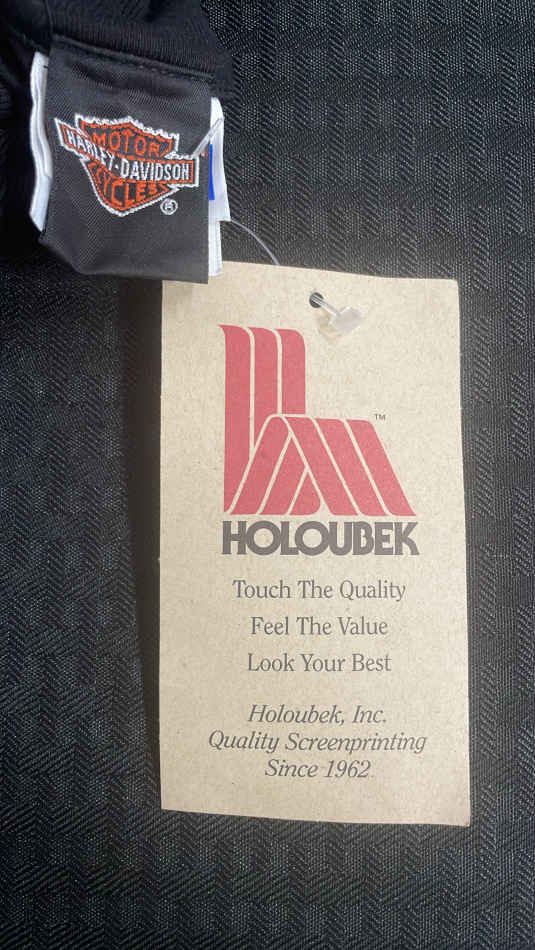 MOTOR
HARLEY-DAVIDSON
CYCLES
®
TM
HOLOUBEK
Touch The Quality
Feel The Value
Look Your Best
Holoubek, Inc.
Quality Screenprinting
Since 1962